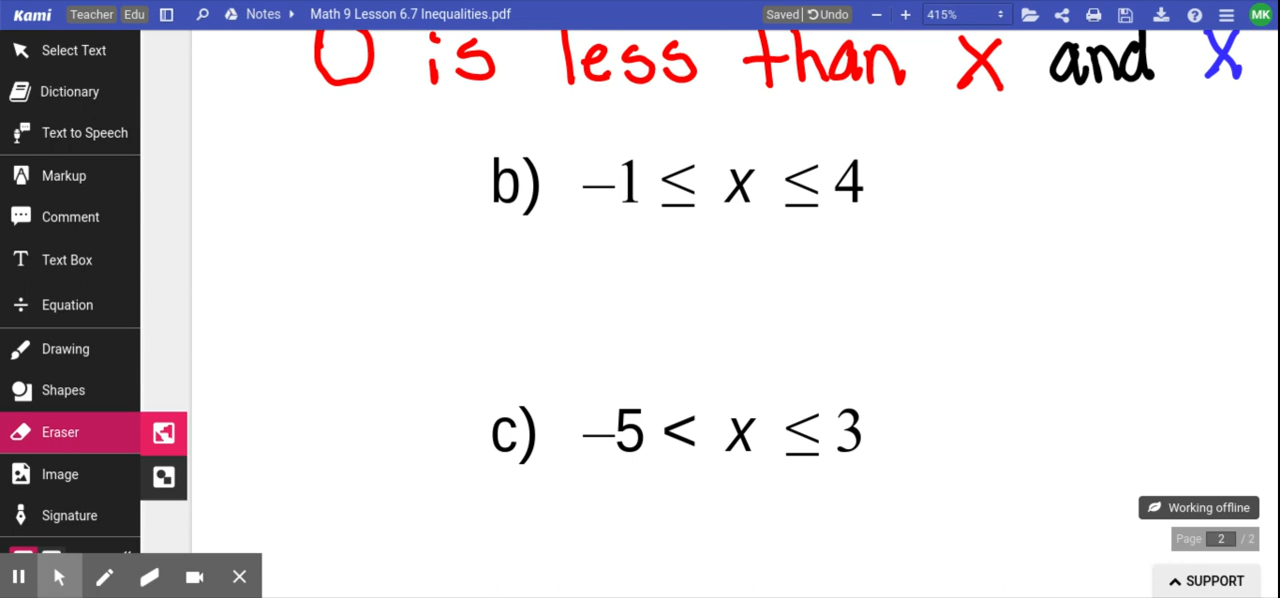 Kami Teacher Edu Notes Math 9 Lesson 6.7 Inequalities.pdf Saved Undo − + 415% MK
Select Text
Dictionary
Text to Speech
Markup
Comment
Text Box
Equation
Drawing
Shapes
Eraser
Image
Signature
0 is less than x and x
b) –1 ≤ x ≤ 4
c) –5 < x ≤ 3
Working offline
Page 2 / 2
SUPPORT